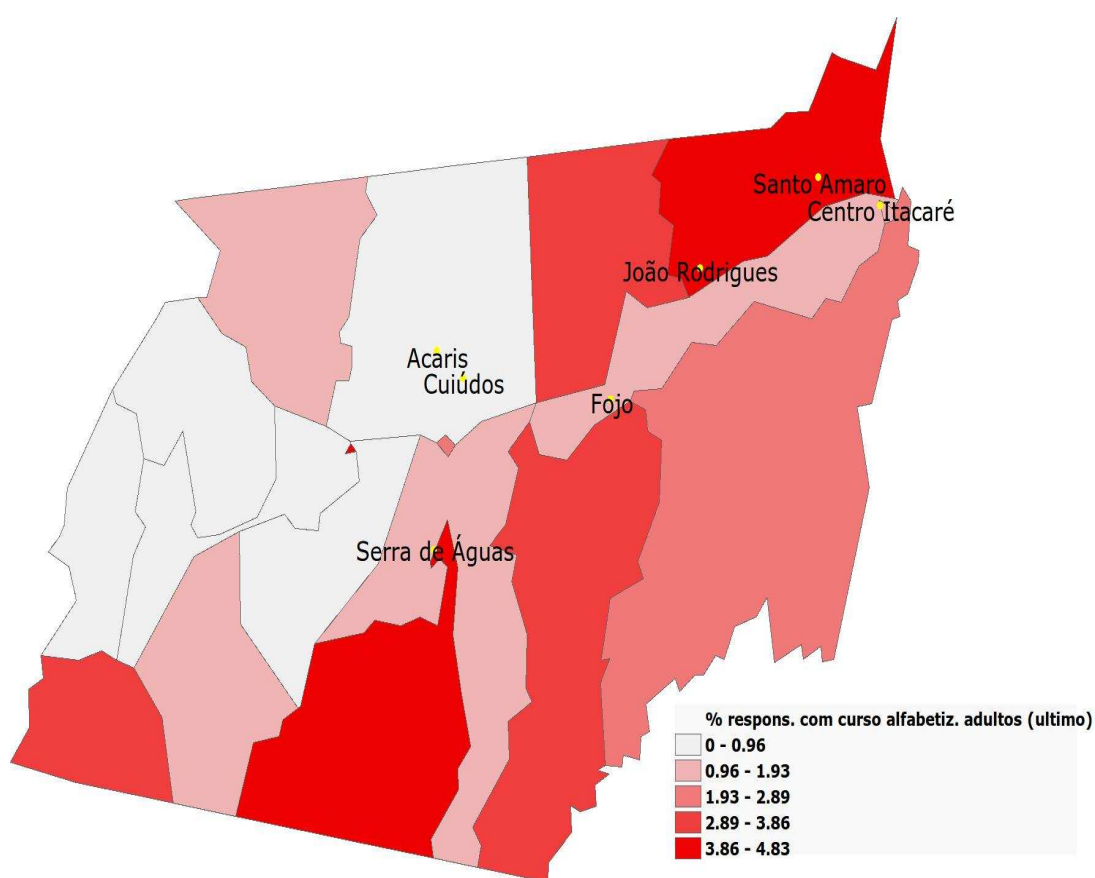 Santo Amaro
Centro Itacaré
João Rodrigues
Acaris
Cuiúdos
Fojo
Serra de Águas
% respons. com curso alfabetiz. adultos (ultimo)
0 - 0.96
0.96 - 1.93
1.93 - 2.89
2.89 - 3.86
3.86 - 4.83